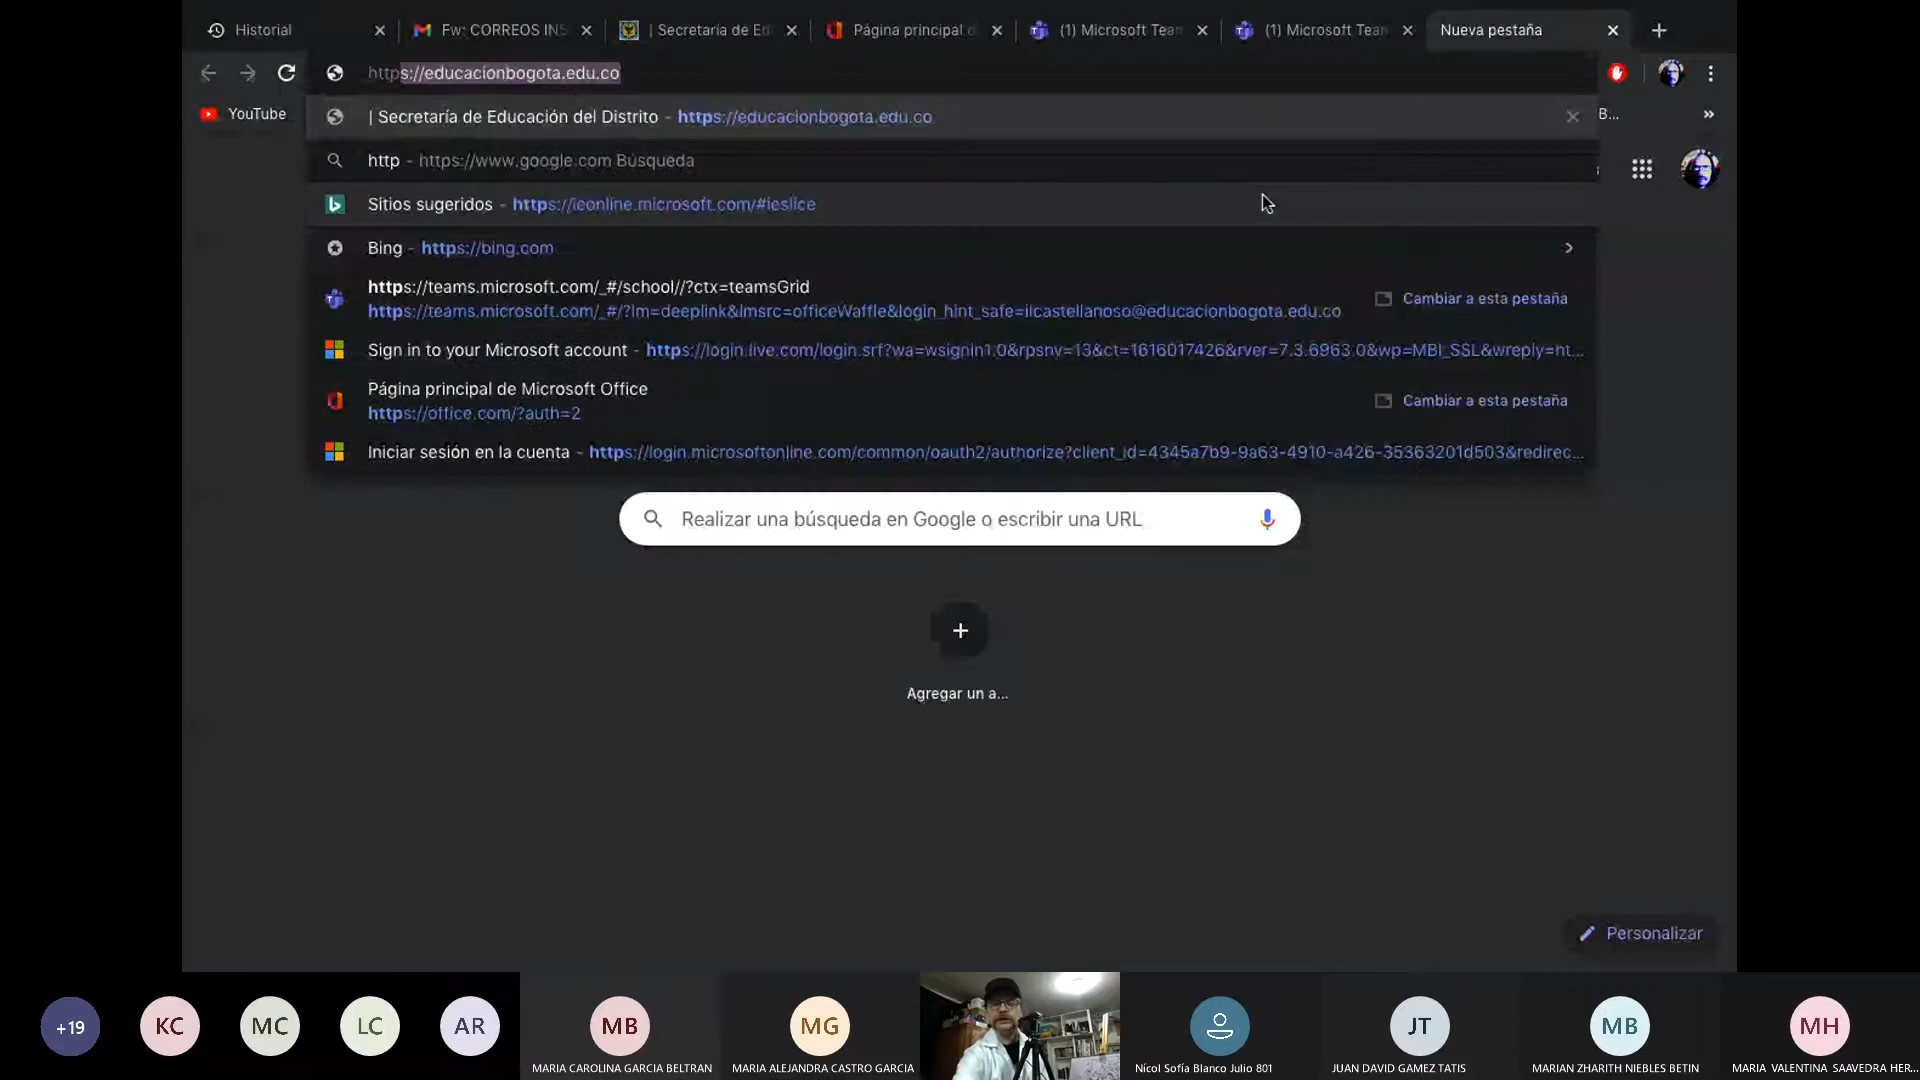 Historial
Fw: CORREOS INS
| Secretaría de Ed
Página principal d
(1) Microsoft Team
(1) Microsoft Team
Nueva pestaña
https://educacionbogota.edu.co
YouTube
| Secretaría de Educación del Distrito - https://educacionbogota.edu.co
B...
http - https://www.google.com Búsqueda
Sitios sugeridos - https://ieonline.microsoft.com/#ieslice
Bing - https://bing.com
https://teams.microsoft.com/_#/school//?ctx=teamsGrid
https://teams.microsoft.com/_#/?lm=deeplink&lmsrc=officeWaffle&login_hint_safe=ilcastellanoso@educacionbogota.edu.co
Cambiar a esta pestaña
Sign in to your Microsoft account - https://login.live.com/login.srf?wa=wsignin1.0&rpsnv=13&ct=1616017426&rver=7.3.6963.0&wp=MBI_SSL&wreply=ht...
Página principal de Microsoft Office
https://office.com/?auth=2
Cambiar a esta pestaña
Iniciar sesión en la cuenta - https://login.microsoftonline.com/common/oauth2/authorize?client_id=4345a7b9-9a63-4910-a426-35363201d503&redirec...
Realizar una búsqueda en Google o escribir una URL
Agregar un a...
Personalizar
+19
KC
MC
LC
AR
MB
MARIA CAROLINA GARCIA BELTRAN
MG
MARIA ALEJANDRA CASTRO GARCIA
Nícol Sofía Blanco Julio 801
JT
JUAN DAVID GAMEZ TATIS
MB
MARIAN ZHARITH NIEBLES BETIN
MH
MARIA VALENTINA SAAVEDRA HER...